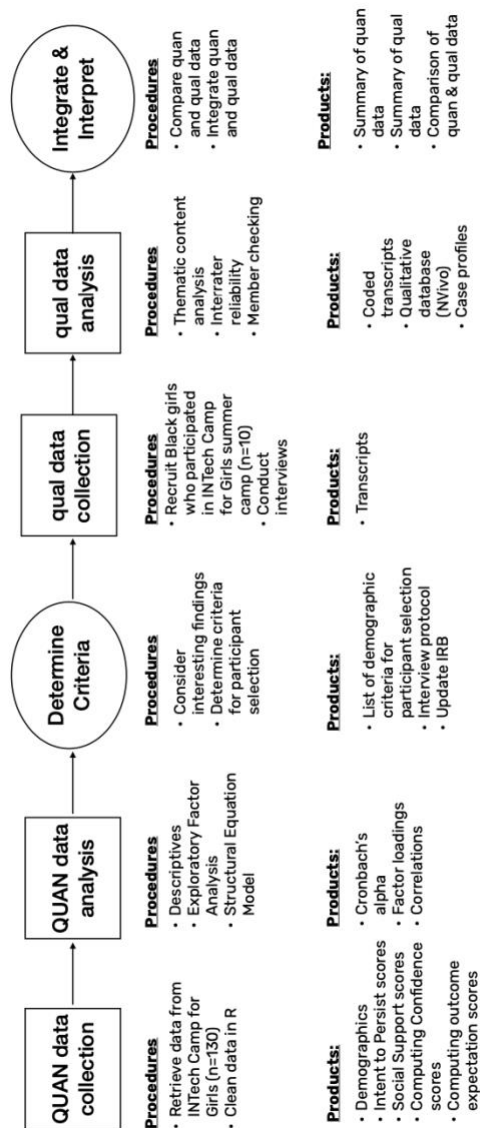 QUAN data
collection
Procedures
• Retrieve data from
INTech Camp for
Girls (n=130)
• Clean data in R
Products:
• Demographics
• Intent to Persist scores
• Social Support scores
• Computing Confidence
scores
• Computing outcome
expectation scores
QUAN data
analysis
Procedures
• Descriptives
• Exploratory Factor
Analysis
• Structural Equation
Model
Products:
• Cronbach's
alpha
• Factor loadings
• Correlations
Determine
Criteria
Procedures
• Consider
interesting findings
• Determine criteria
for participant
selection
Products:
• List of demographic
criteria for
participant selection
• Interview protocol
• Update IRB
qual data
collection
Procedures
• Recruit Black girls
who participated
in INTech Camp
for Girls summer
camp (n=10)
• Conduct
interviews
Products:
• Transcripts
qual data
analysis
Procedures
• Thematic content
analysis
• Interrater
reliability
• Member checking
Products:
• Coded
transcripts
• Qualitative
database
(NVivo)
• Case profiles
Integrate &
Interpret
Procedures
• Compare quan
and qual data
• Integrate quan
and qual data
Products:
• Summary of quan
data
• Summary of qual
data
• Comparison of
quan & qual data